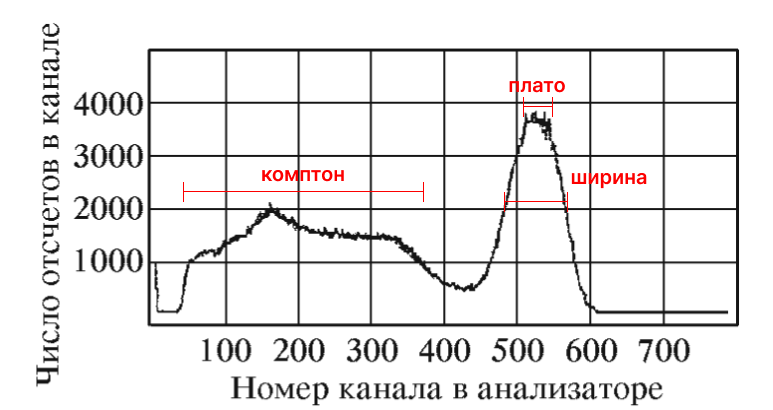 Число отсчетов в канале
4000
3000
2000
1000
плато
комптон
ширина
100 200 300 400 500 600 700
Номер канала в анализаторе